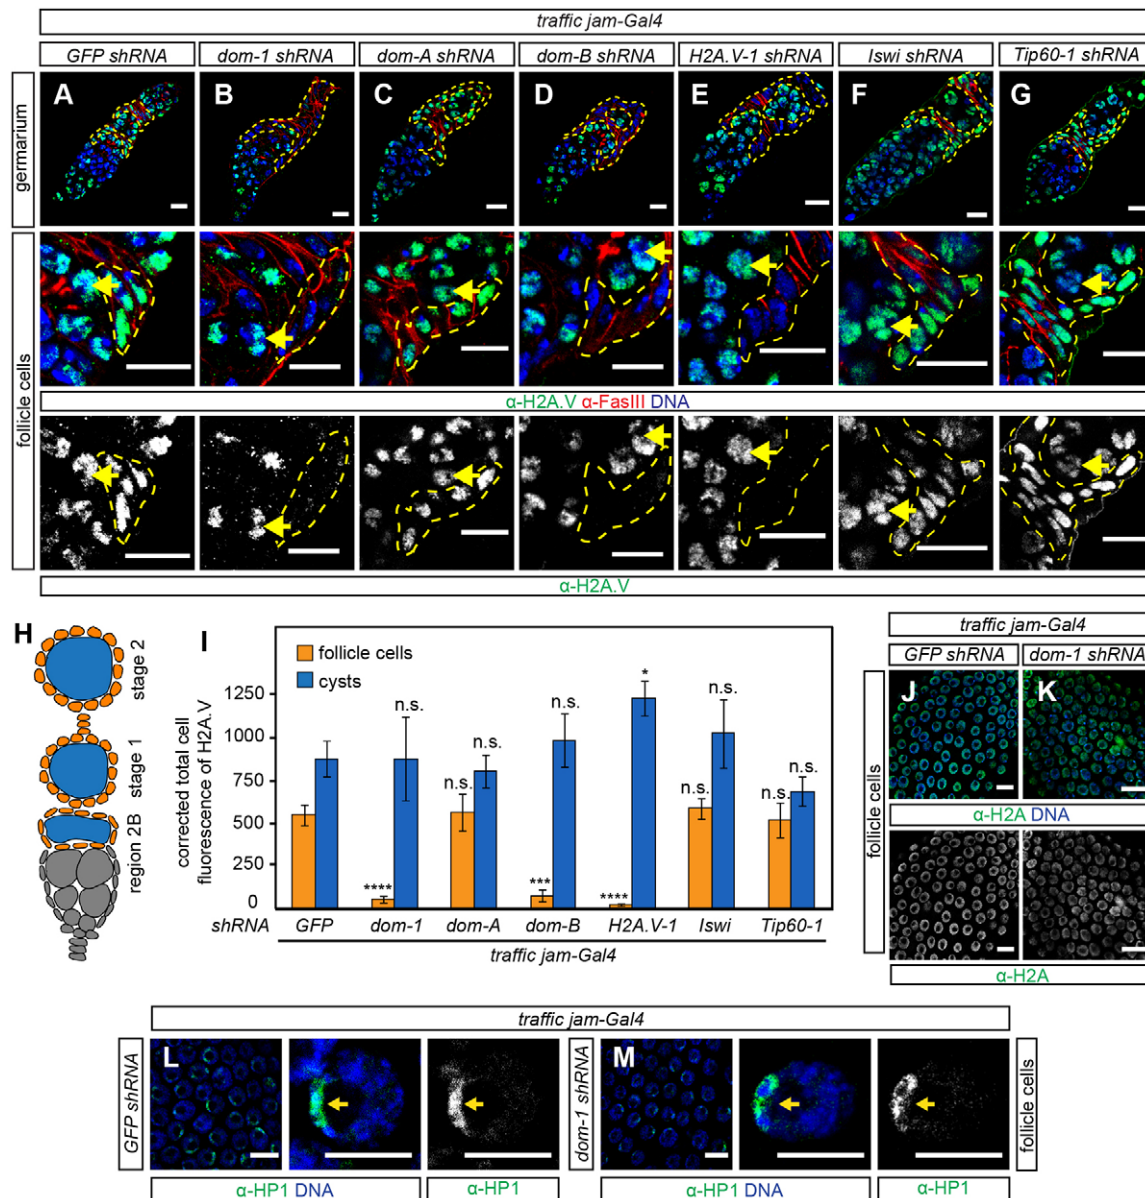 traffic jam-Gal4
GFP shRNA dom-1 shRNA dom-A shRNA dom-B shRNA H2A.V-1 shRNA Iswi shRNA Tip60-1 shRNA
germarium
A B C D E F G
follicle cells
α-H2A.V α-FasIII DNA
α-H2A.V
H
stage 2
stage 1
region 2B
I
follicle cells
cysts
corrected total cell
fluorescence of H2A.V
1250
1000
750
500
250
0
n.s. n.s. n.s. * n.s. n.s.
**** n.s. *** **** n.s. n.s.
shRNA GFP dom-1 dom-A dom-B H2A.V-1 Iswi Tip60-1
traffic jam-Gal4
traffic jam-Gal4
GFP shRNA dom-1 shRNA
J K
follicle cells
α-H2A DNA
α-H2A
traffic jam-Gal4
GFP shRNA
L
dom-1 shRNA
M
follicle cells
α-HP1 DNA α-HP1 α-HP1 DNA α-HP1